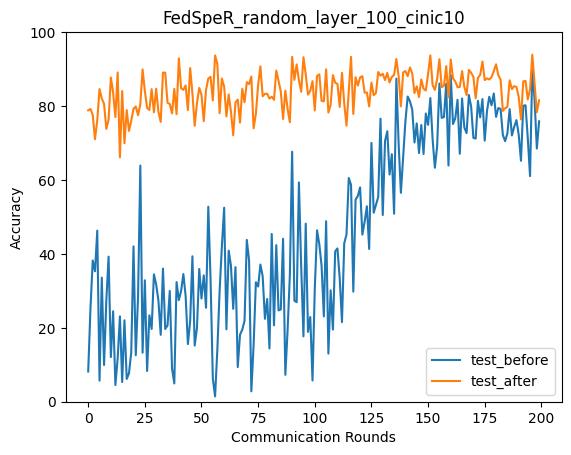 FedSpeR_random_layer_100_cinic10
100
80
60
40
20
0
Accuracy
0 25 50 75 100 125 150 175 200
Communication Rounds
test_before
test_after